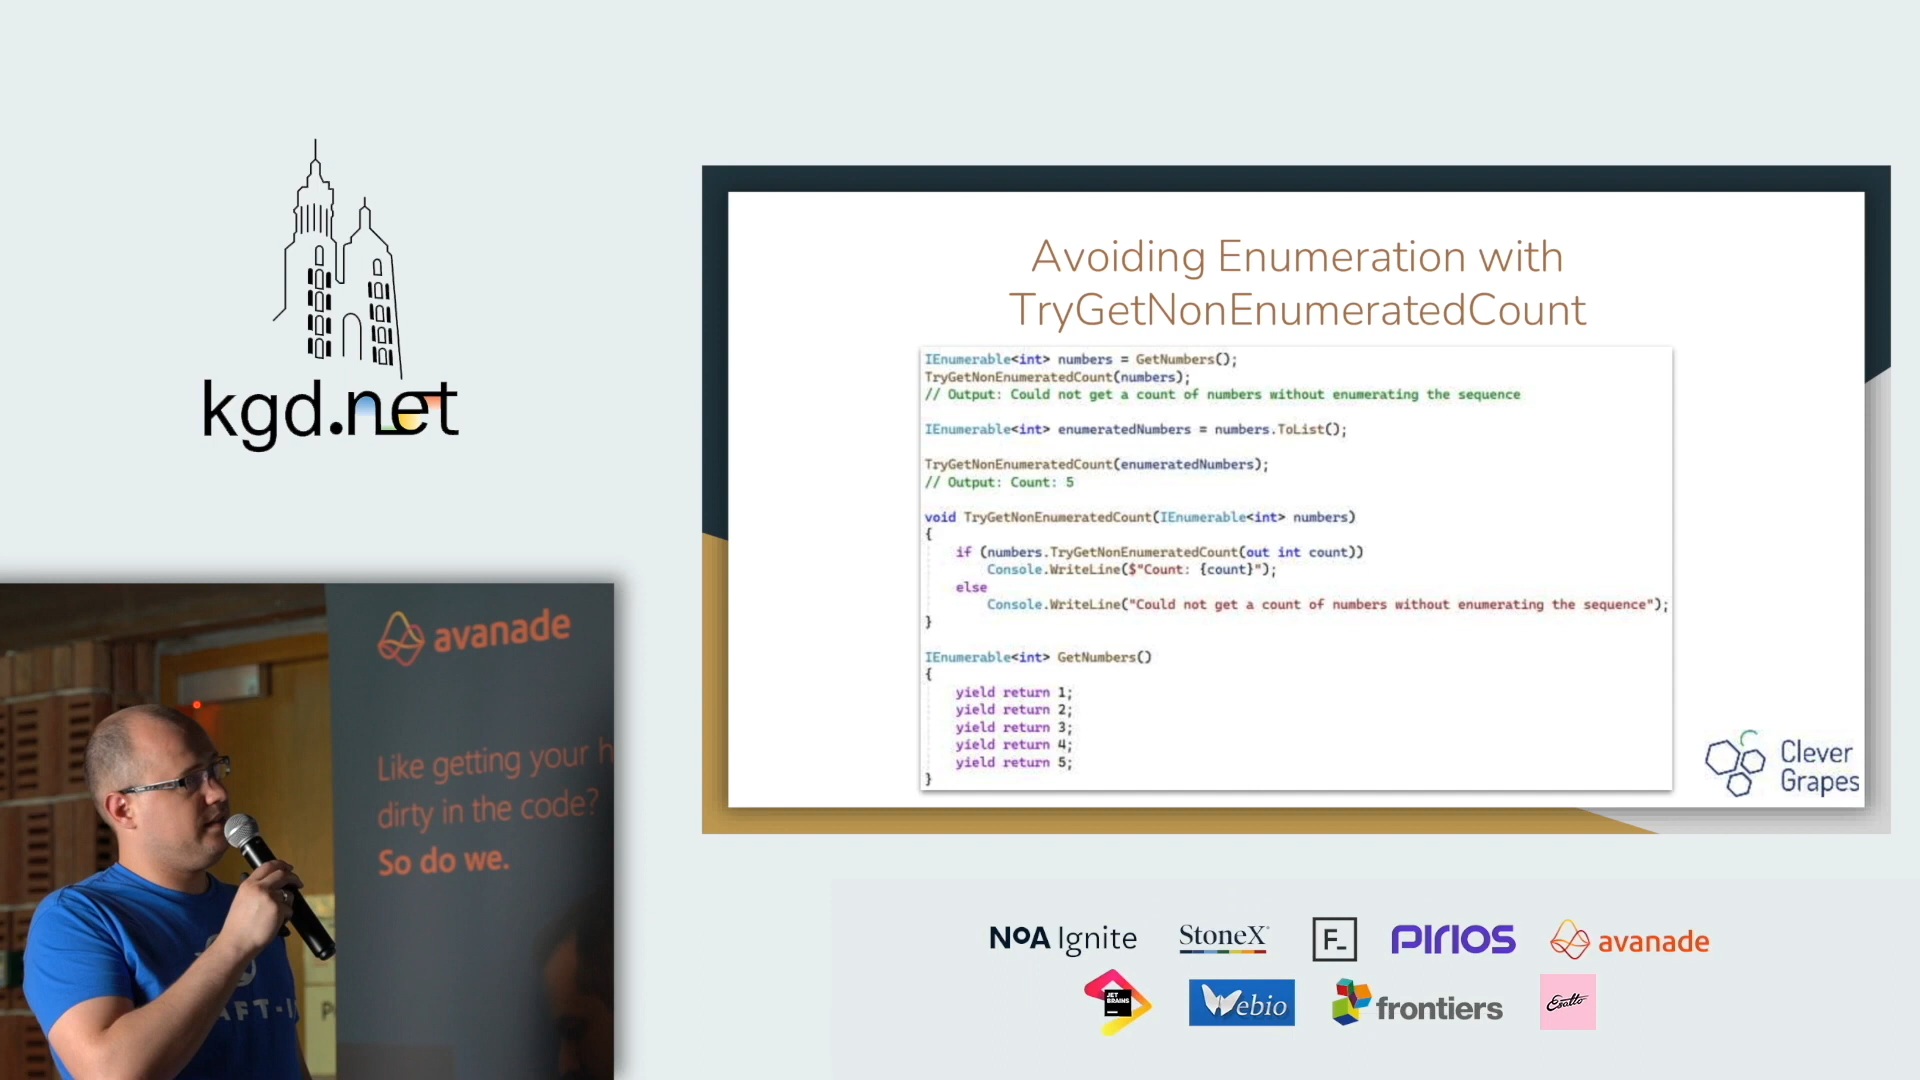 kgd.net
avanade
Like getting your h
dirty in the code?
So do we.
Avoiding Enumeration with
TryGetNonEnumeratedCount
IEnumerable<int> numbers = GetNumbers();
TryGetNonEnumeratedCount(numbers);
// Output: Could not get a count of numbers without enumerating the sequence
IEnumerable<int> enumeratedNumbers = numbers.ToList();
TryGetNonEnumeratedCount(enumeratedNumbers);
// Output: Count: 5
void TryGetNonEnumeratedCount(IEnumerable<int> numbers)
{
if (numbers.TryGetNonEnumeratedCount(out int count))
Console.WriteLine($"Count: {count}");
else
Console.WriteLine("Could not get a count of numbers without enumerating the sequence");
}
IEnumerable<int> GetNumbers()
{
yield return 1;
yield return 2;
yield return 3;
yield return 4;
yield return 5;
}
Clever
Grapes
NoA Ignite
StoneX
F_
PIRIOS
avanade
JET
BRAINS
Webio
frontiers
Esatto